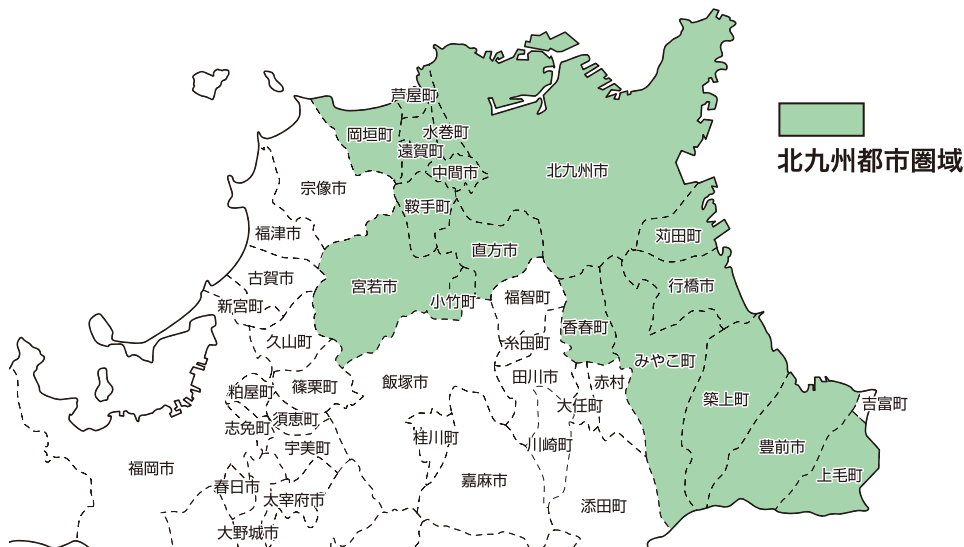 芦屋町
岡垣町
水巻町
遠賀町
中間市
北九州市
北九州都市圏域
宗像市
鞍手町
福津市
直方市
苅田町
古賀市
宮若市
行橋市
新宮町
小竹町
福智町
香春町
久山町
糸田町
みやこ町
田川市
赤村
篠栗町
飯塚市
粕屋町
大任町
築上町
吉富町
須恵町
志免町
桂川町
川崎町
宇美町
豊前市
福岡市
嘉麻市
上毛町
春日市
太宰府市
添田町
大野城市